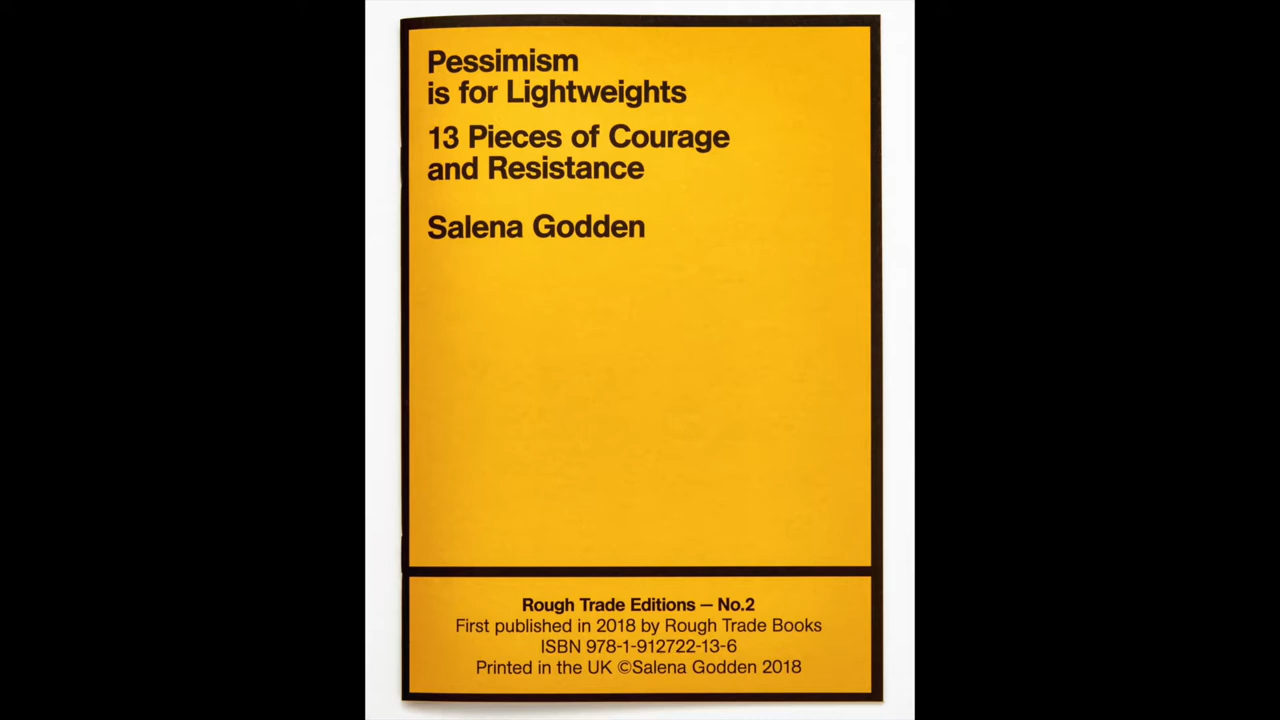 Pessimism
is for Lightweights
13 Pieces of Courage
and Resistance
Salena Godden
Rough Trade Editions — No.2
First published in 2018 by Rough Trade Books
ISBN 978-1-912722-13-6
Printed in the UK ©Salena Godden 2018